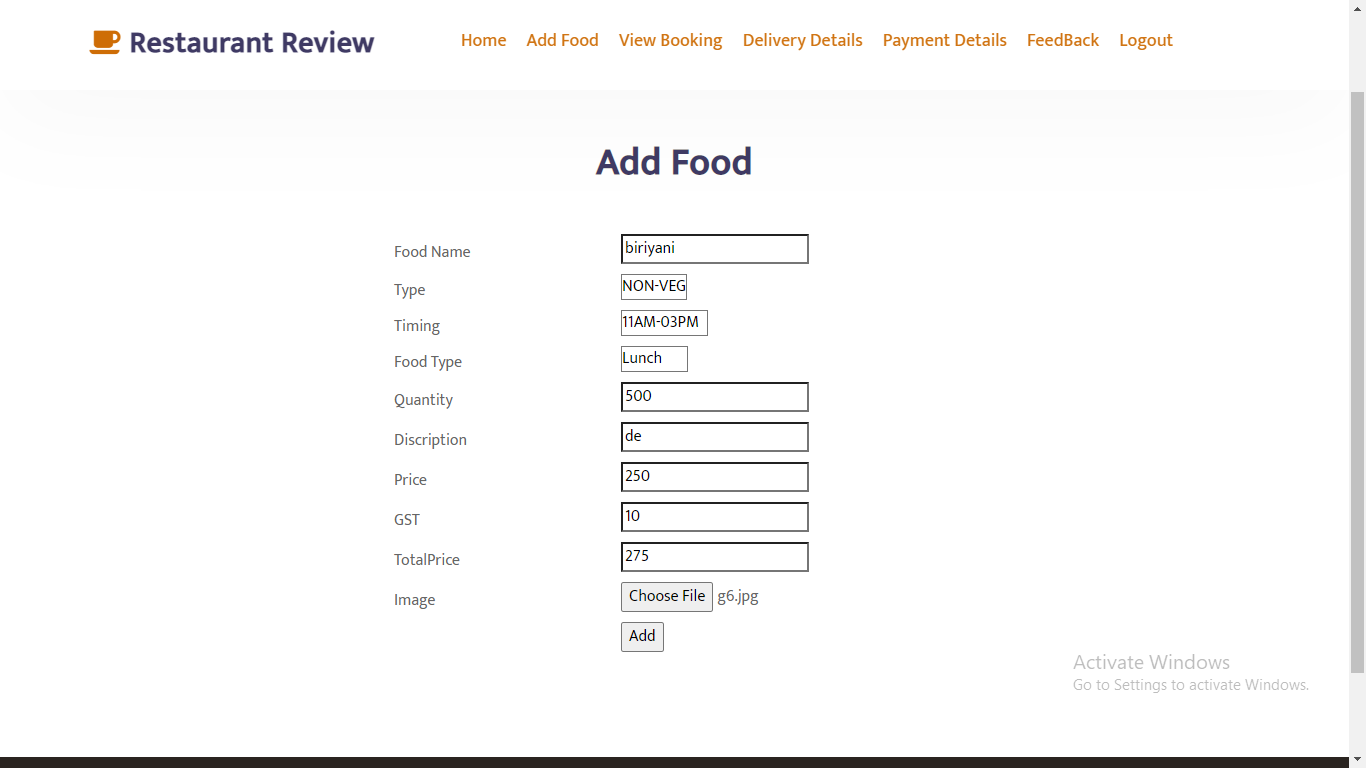 Restaurant Review
Home Add Food View Booking Delivery Details Payment Details FeedBack Logout
Add Food
Food Name biriyani
Type NON-VEG
Timing 11AM-03PM
Food Type Lunch
Quantity 500
Discription de
Price 250
GST 10
TotalPrice 275
Image Choose File g6.jpg
Add
Activate Windows
Go to Settings to activate Windows.